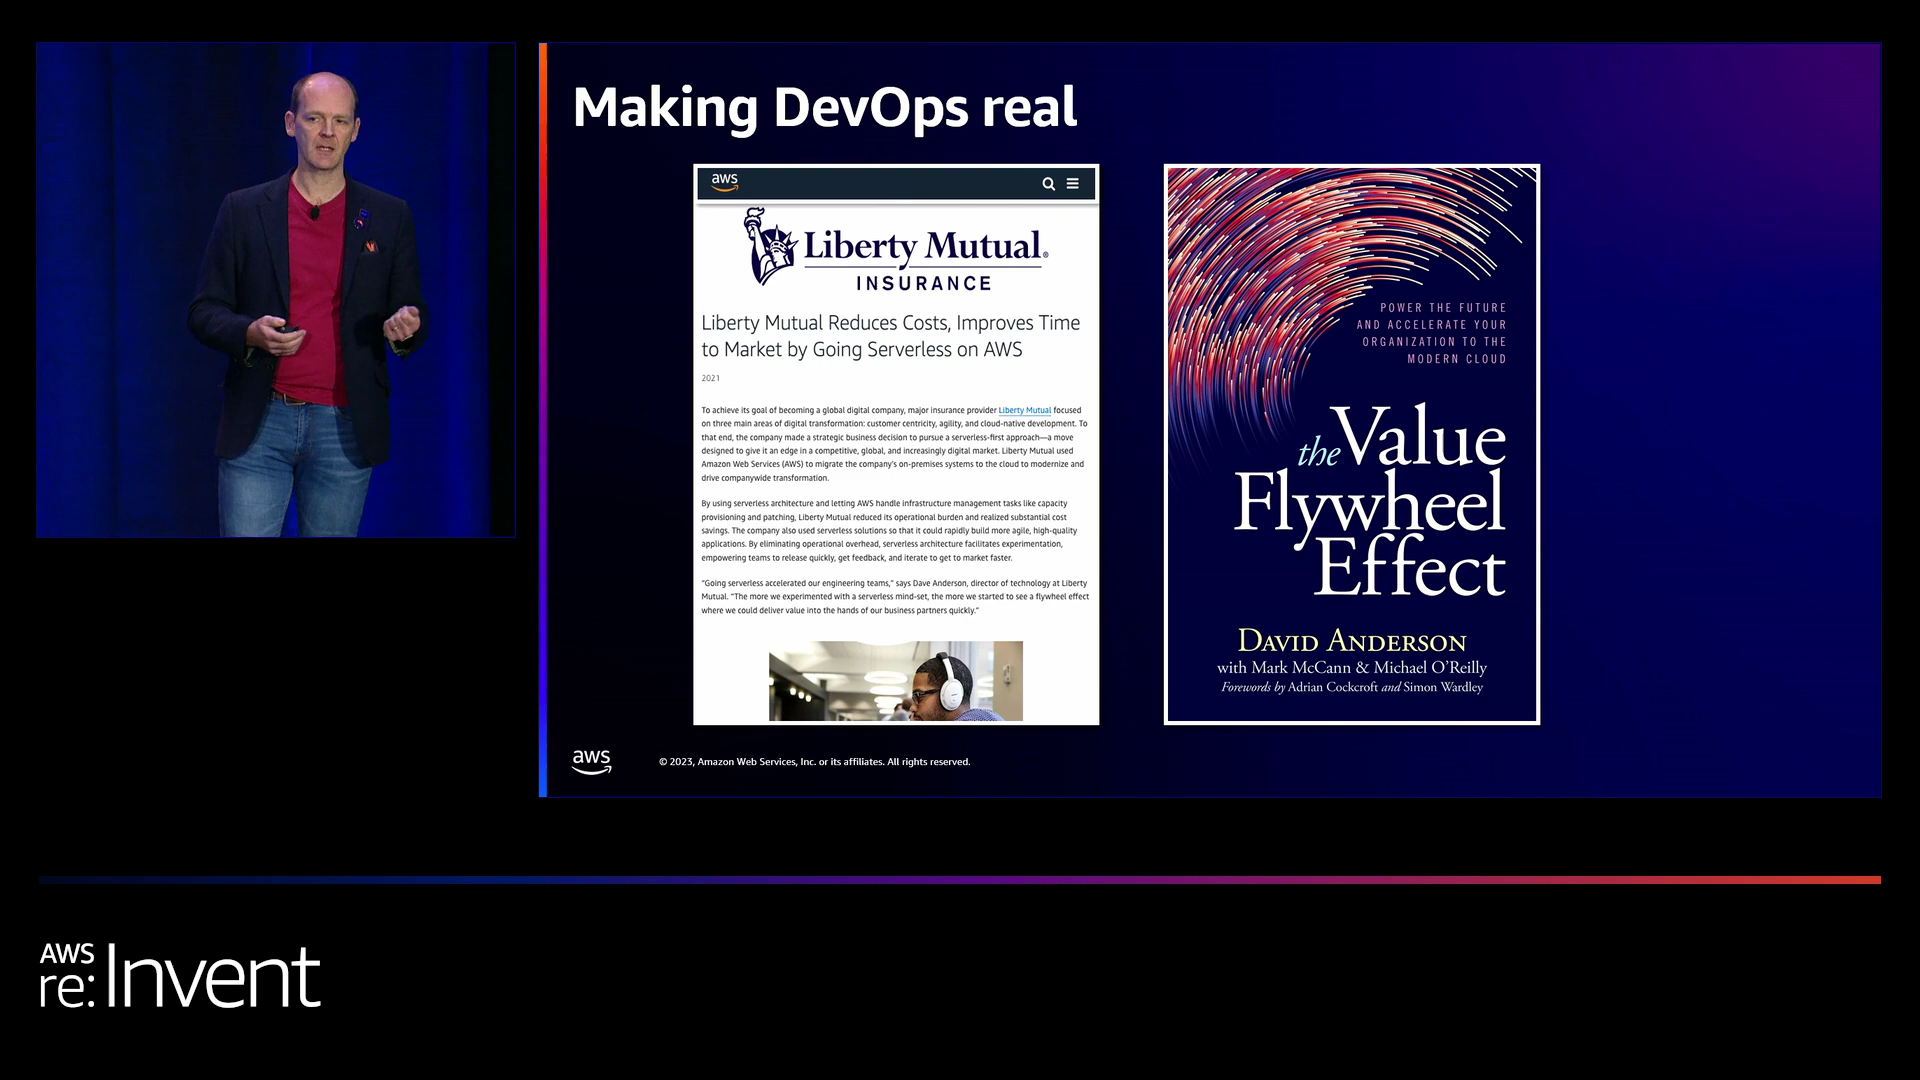 Making DevOps real
aws
Liberty Mutual®
INSURANCE
Liberty Mutual Reduces Costs, Improves Time
to Market by Going Serverless on AWS
2021
To achieve its goal of becoming a global digital company, major insurance provider Liberty Mutual focused
on three main areas of digital transformation: customer centricity, agility, and cloud-native development. To
that end, the company made a strategic business decision to pursue a serverless-first approach—a move
designed to give it an edge in a competitive, global, and increasingly digital market. Liberty Mutual used
Amazon Web Services (AWS) to migrate the company's on-premises systems to the cloud to modernize and
drive companywide transformation.
By using serverless architecture and letting AWS handle infrastructure management tasks like capacity
provisioning and patching, Liberty Mutual reduced its operational burden and realized substantial cost
savings. The company also used serverless solutions so that it could rapidly build more agile, high-quality
applications. By eliminating operational overhead, serverless architecture facilitates experimentation,
empowering teams to release quickly, get feedback, and iterate to get to market faster.
"Going serverless accelerated our engineering teams," says Dave Anderson, director of technology at Liberty
Mutual. "The more we experimented with a serverless mind-set, the more we started to see a flywheel effect
where we could deliver value into the hands of our business partners quickly."
POWER THE FUTURE
AND ACCELERATE YOUR
ORGANIZATION TO THE
MODERN CLOUD
the Value
Flywheel
Effect
DAVID ANDERSON
with Mark McCann & Michael O'Reilly
Forewords by Adrian Cockcroft and Simon Wardley
aws
© 2023, Amazon Web Services, Inc. or its affiliates. All rights reserved.
AWS
re:Invent